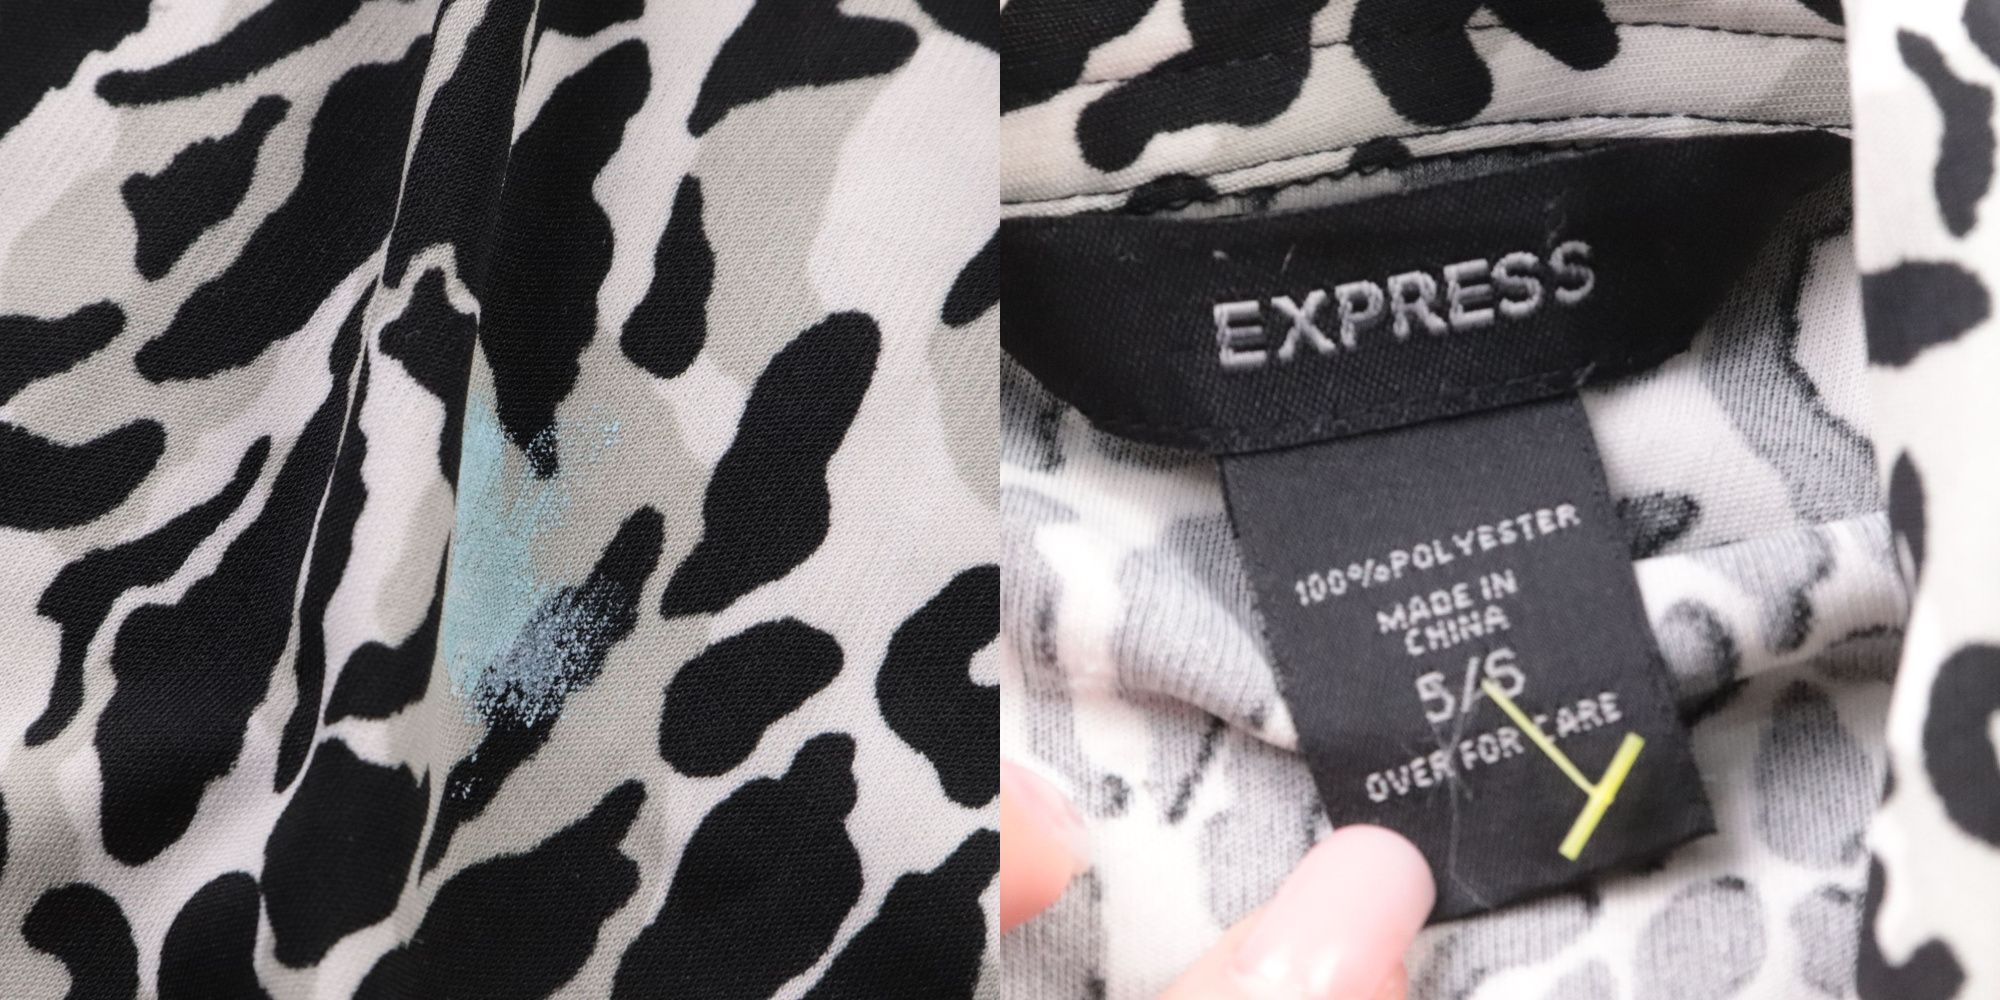 EXPRESS
100%POLYESTER
MADE IN
CHINA
S/S
OVER FOR CARE